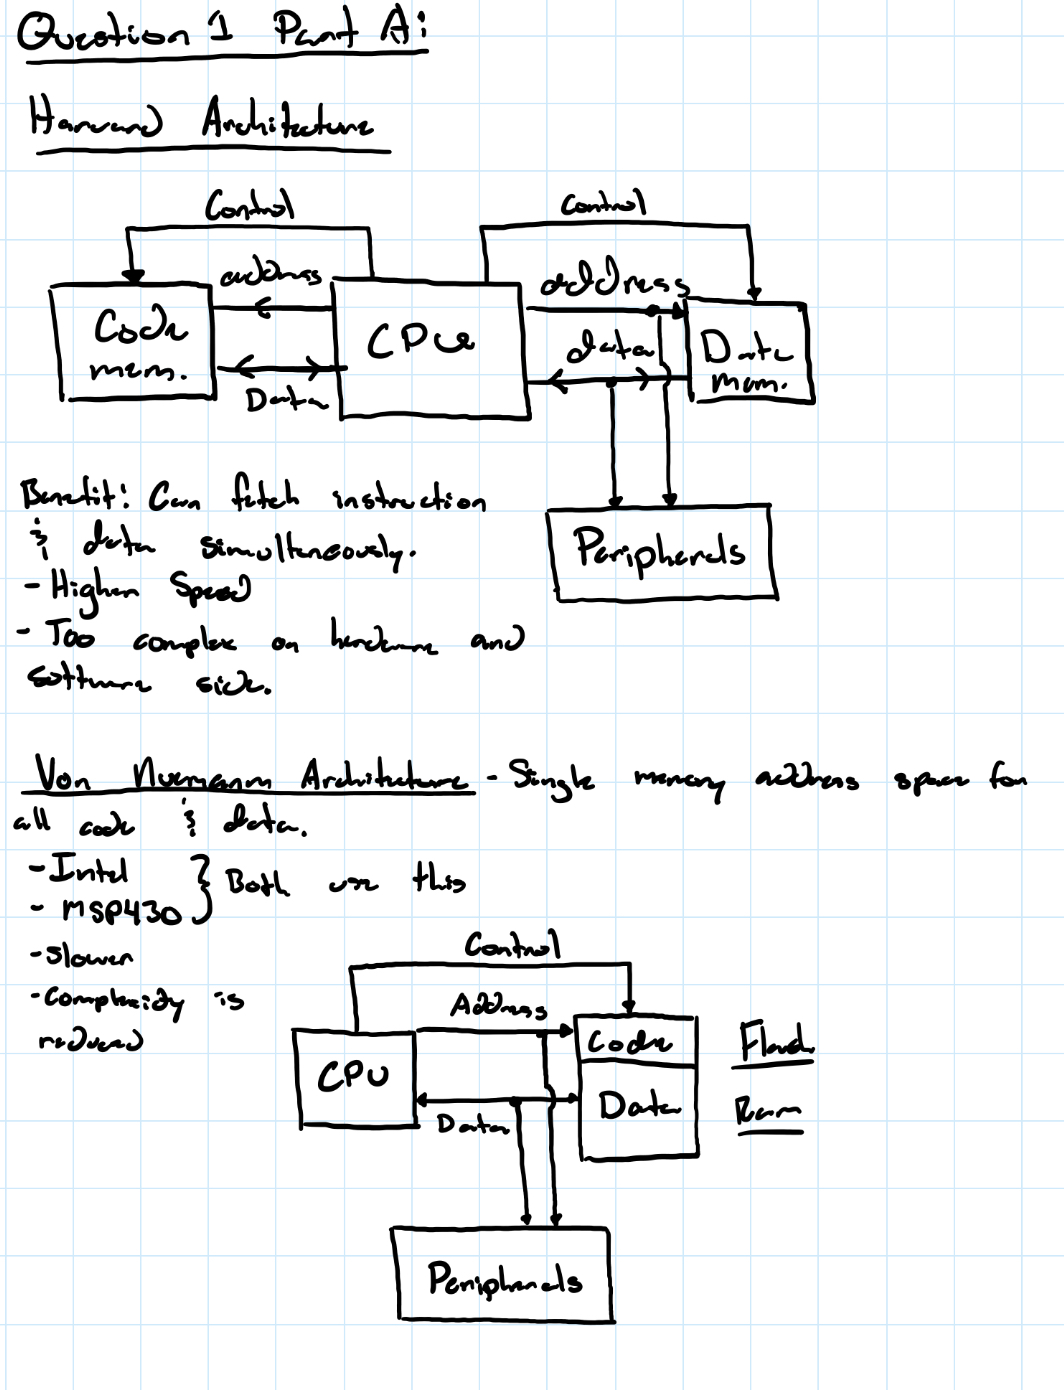 Question 1 Part A:
Harvard Architecture
Control
Control
address
address
Code
mem.
CPU
data
Data
mem.
Data
Benefit: Can fetch instruction
& data simultaneously.
Peripherals
- Higher Speed
- Too complex on hardware and
software side.
Von Nuemann Architecture - Single memory address space for
all code & data.
- Intel
- MSP430
} Both use this
- Slower
Control
- Complexity is
reduced
Address
Code
Flash
CPU
Data
Data
Ram
Peripherals